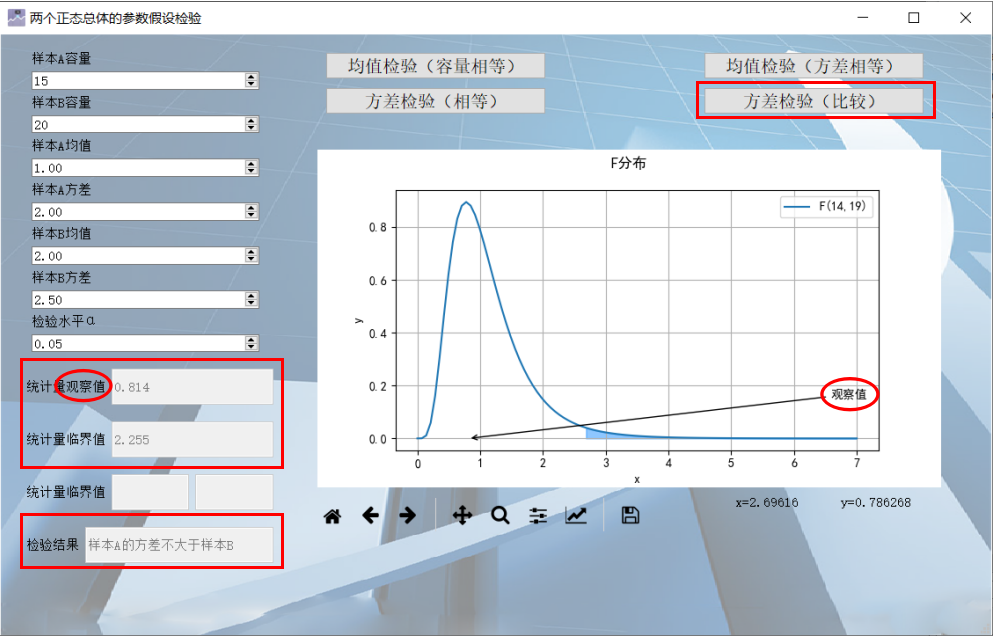 两个正态总体的参数假设检验
样本A容量
15
样本B容量
20
样本A均值
1.00
样本A方差
2.00
样本B均值
2.00
样本B方差
2.50
检验水平α
0.05
统计量观察值 0.814
统计量临界值 2.255
统计量临界值
检验结果 样本A的方差不大于样本B
均值检验（容量相等）
均值检验（方差相等）
方差检验（相等）
方差检验（比较）
F分布
F(14,19)
0.8
0.6
y
0.4
0.2
观察值
0.0
0 1 2 3 4 5 6 7
x
x=2.69616 y=0.786268